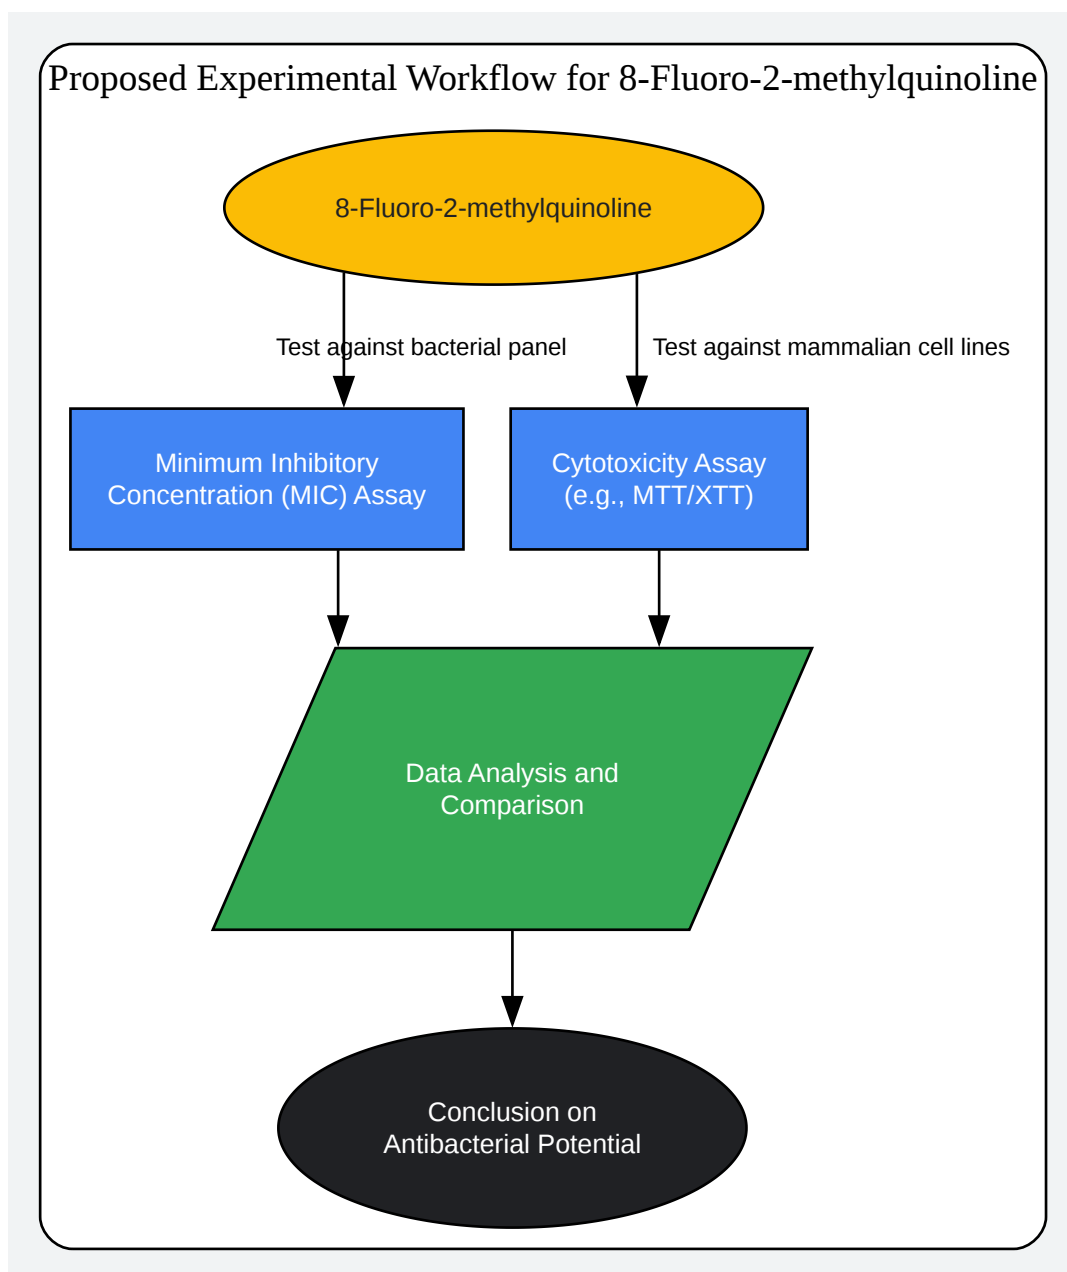 Proposed Experimental Workflow for 8-Fluoro-2-methylquinoline
8-Fluoro-2-methylquinoline
Test against bacterial panel
Test against mammalian cell lines
Minimum Inhibitory
Concentration (MIC) Assay
Cytotoxicity Assay
(e.g., MTT/XTT)
Data Analysis and
Comparison
Conclusion on
Antibacterial Potential